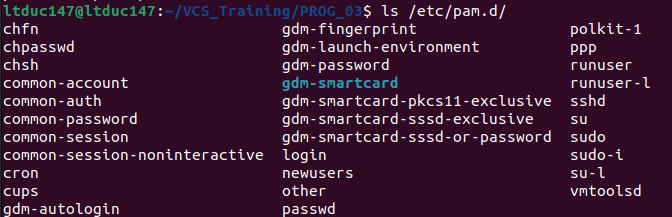 ltduc147@ltduc147:~/VCS_Training/PROG_03$ ls /etc/pam.d/
chfn gdm-fingerprint polkit-1
chpasswd gdm-launch-environment ppp
chsh gdm-password runuser
common-account gdm-smartcard runuser-l
common-auth gdm-smartcard-pkcs11-exclusive sshd
common-password gdm-smartcard-sssd-exclusive su
common-session gdm-smartcard-sssd-or-password sudo
common-session-noninteractive login sudo-i
cron newusers su-l
cups other vmtoolsd
gdm-autologin passwd